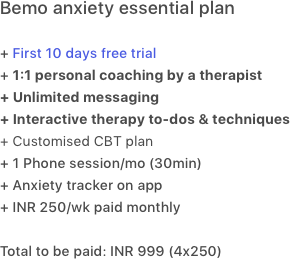 Bemo anxiety essential plan
+ First 10 days free trial
+ 1:1 personal coaching by a therapist
+ Unlimited messaging
+ Interactive therapy to-dos & techniques
+ Customised CBT plan
+ 1 Phone session/mo (30min)
+ Anxiety tracker on app
+ INR 250/wk paid monthly
Total to be paid: INR 999 (4x250)